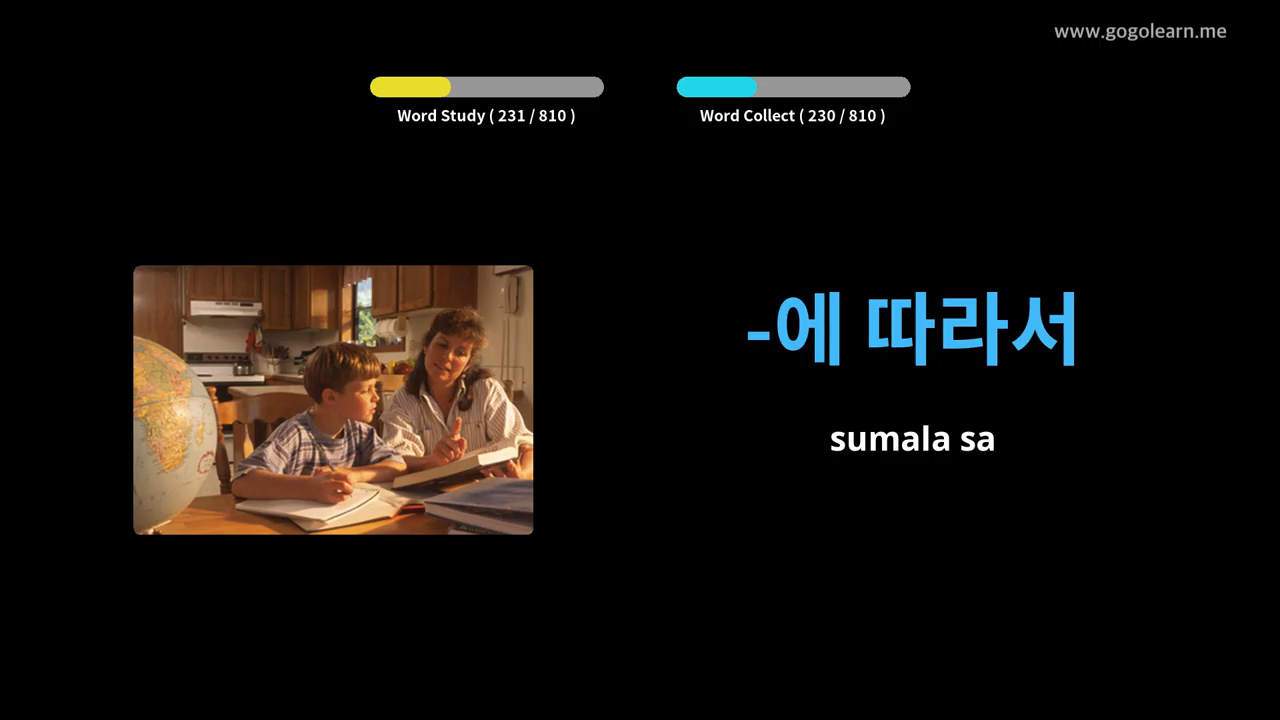 www.gogolearn.me
Word Study ( 231 / 810 )
Word Collect ( 230 / 810 )
-에 따라서
sumala sa